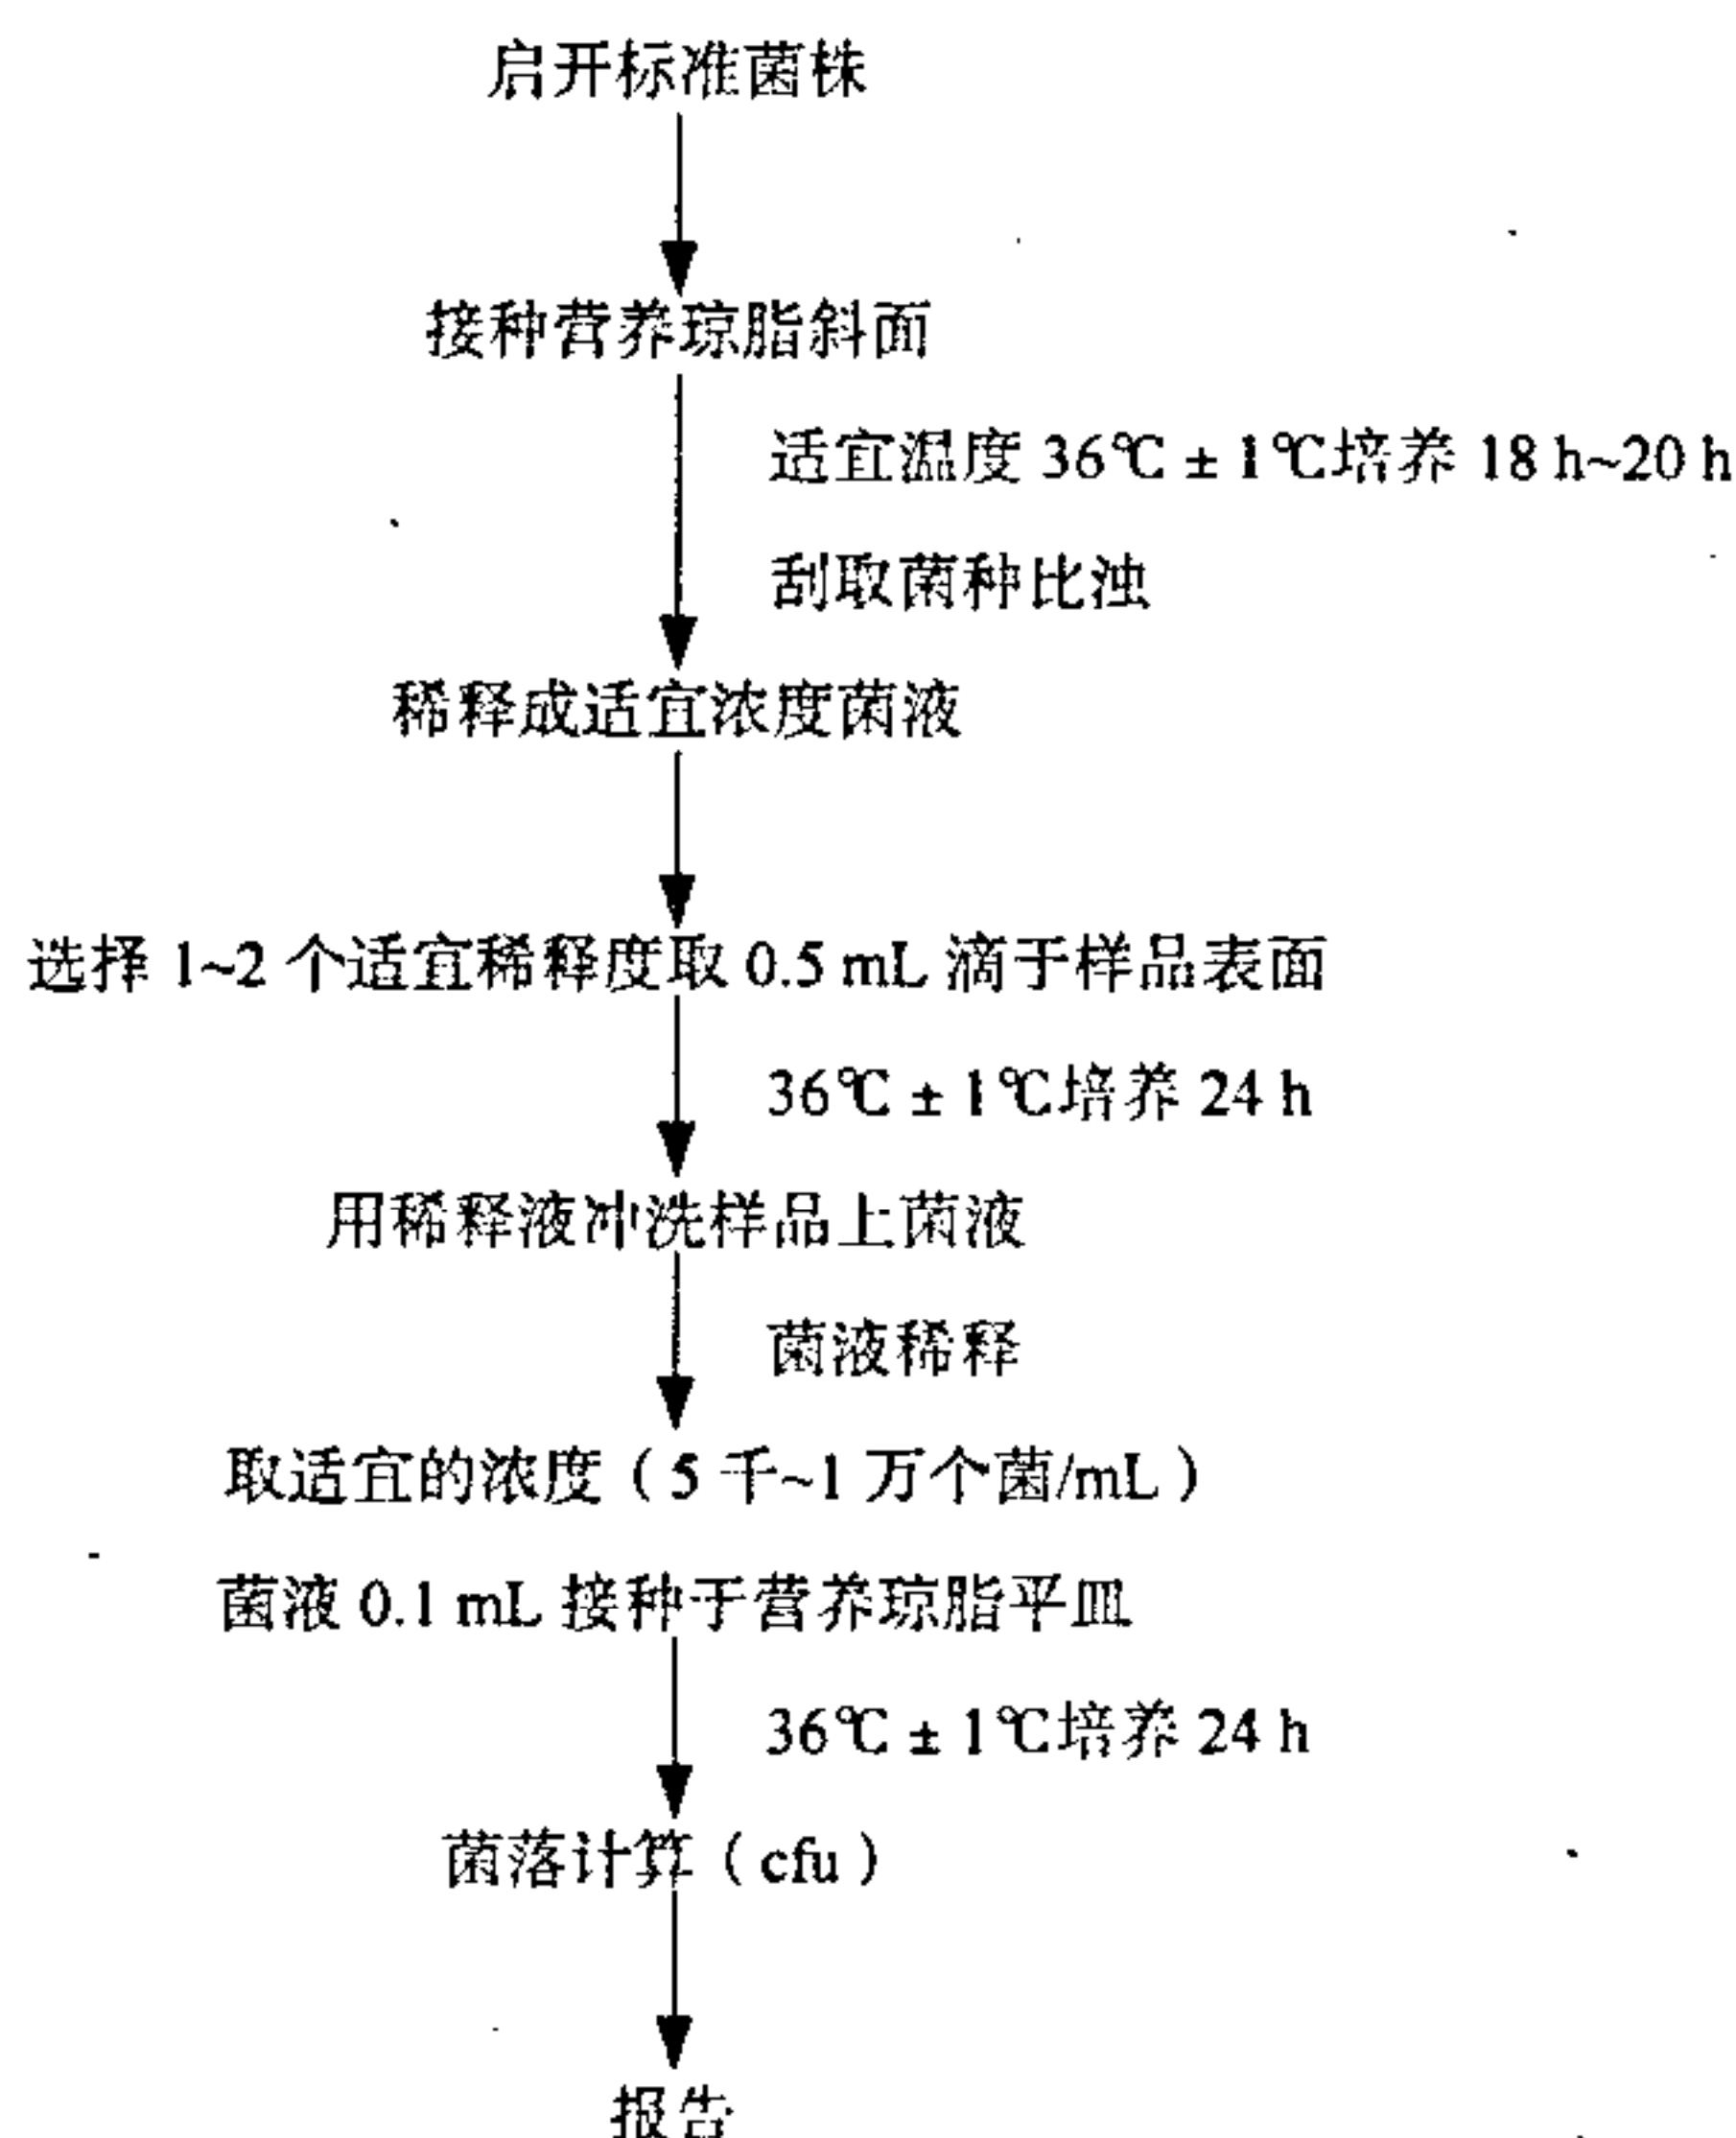 启开标准菌株
接种营养琼脂斜面
适宜温度 36℃ ± 1℃培养 18 h~20 h
刮取菌种比浊
稀释成适宜浓度菌液
选择 1~2 个适宜稀释度取 0.5 mL 滴于样品表面
36℃ ± 1℃培养 24 h
用稀释液冲洗样品上菌液
菌液稀释
取适宜的浓度（5 千~1 万个菌/mL）
菌液 0.1 mL 接种于营养琼脂平皿
36℃ ± 1℃培养 24 h
菌落计算（cfu）
报告